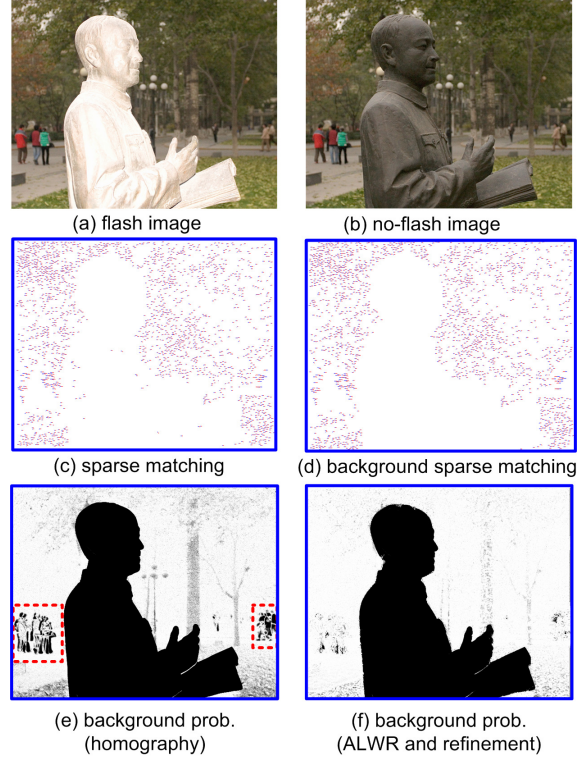 (a) flash image
(b) no-flash image
(c) sparse matching
(d) background sparse matching
(e) background prob.
(homography)
(f) background prob.
(ALWR and refinement)